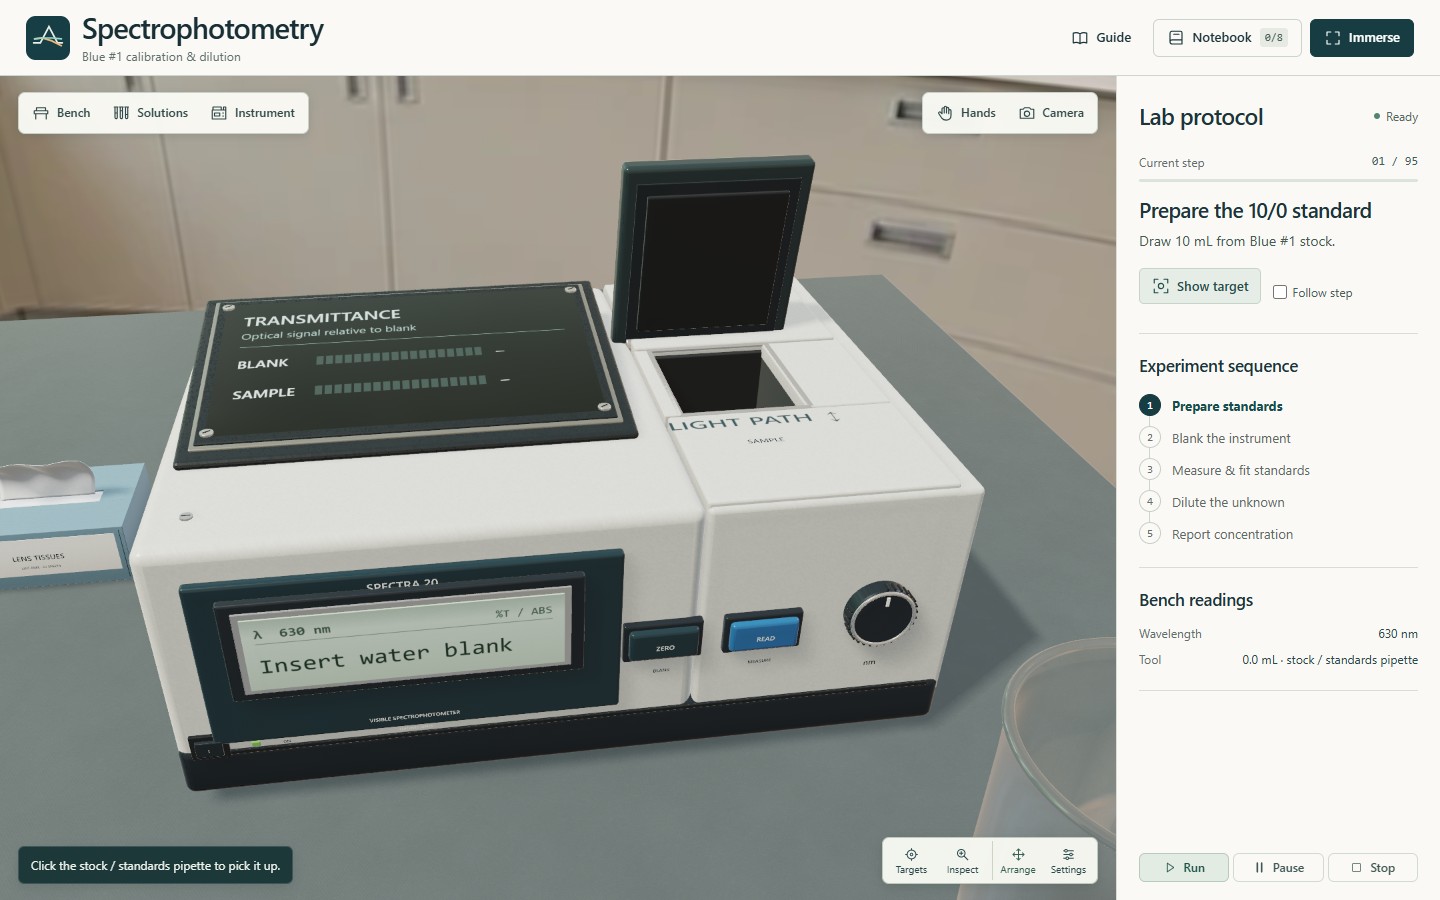 Spectrophotometry
Blue #1 calibration & dilution
Guide
Notebook 0/8
Immerse
Bench
Solutions
Instrument
Hands
Camera
TRANSMITTANCE
Optical signal relative to blank
BLANK –
SAMPLE –
LIGHT PATH
SAMPLE
LENS TISSUES
SPECTRA 20
%T / ABS
λ 630 nm
Insert water blank
VISIBLE SPECTROPHOTOMETER
ZERO
BLANK
READ
MEASURE
nm
Click the stock / standards pipette to pick it up.
Targets
Inspect
Arrange
Settings
Lab protocol
Ready
Current step
01 / 95
Prepare the 10/0 standard
Draw 10 mL from Blue #1 stock.
Show target
Follow step
Experiment sequence
1 Prepare standards
2 Blank the instrument
3 Measure & fit standards
4 Dilute the unknown
5 Report concentration
Bench readings
Wavelength 630 nm
Tool 0.0 mL · stock / standards pipette
Run
Pause
Stop